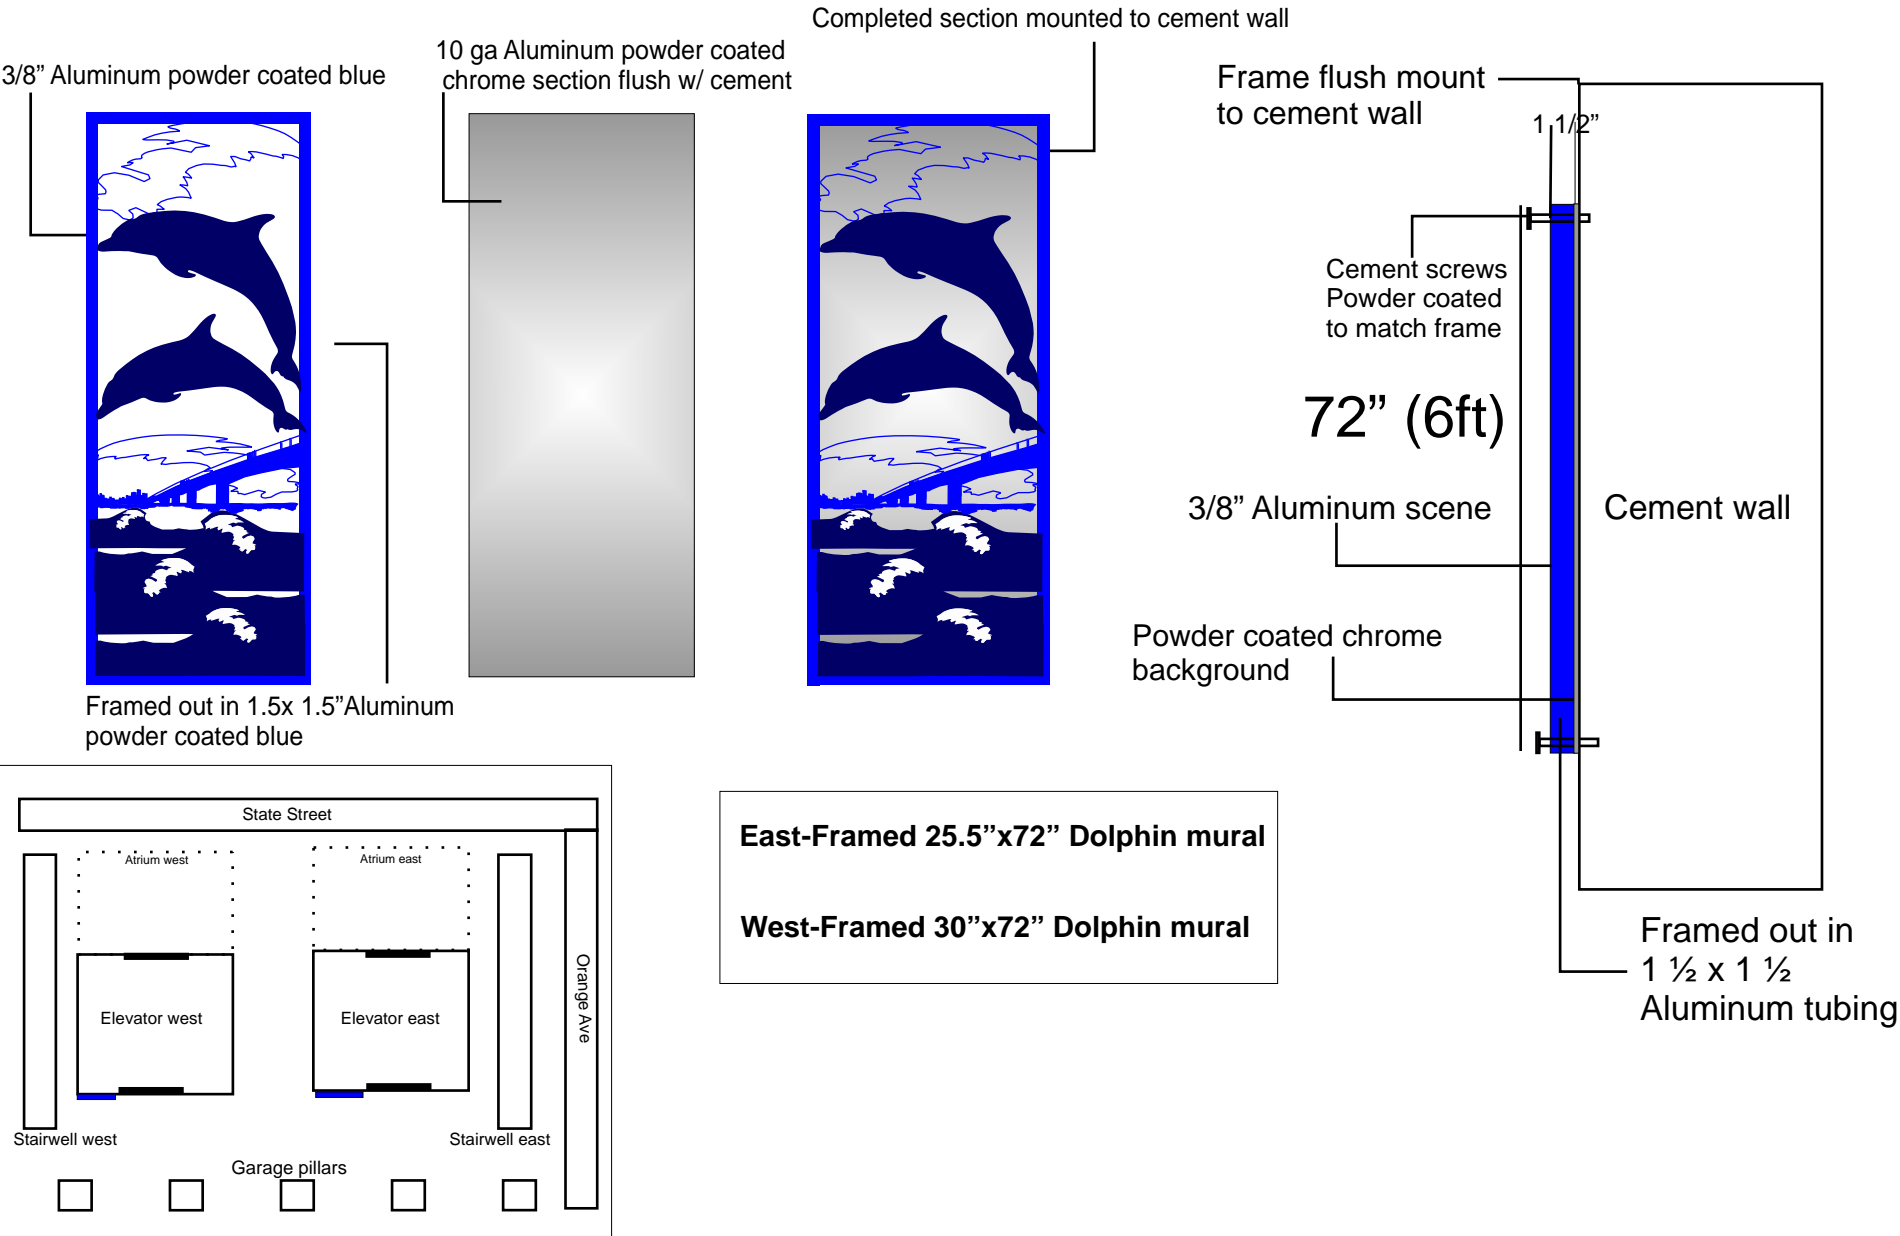 Completed section mounted to cement wall
3/8” Aluminum powder coated blue
10 ga Aluminum powder coated
chrome section flush w/ cement
Frame flush mount
to cement wall
1 1/2”
Cement screws
Powder coated
to match frame
72” (6ft)
3/8” Aluminum scene
Cement wall
Powder coated chrome
background
Framed out in 1.5x 1.5”Aluminum
powder coated blue
Framed out in
1 ½ x 1 ½
Aluminum tubing
East-Framed 25.5”x72” Dolphin mural
West-Framed 30”x72” Dolphin mural
State Street
Atrium west
Atrium east
Orange Ave
Elevator west
Elevator east
Stairwell west
Stairwell east
Garage pillars